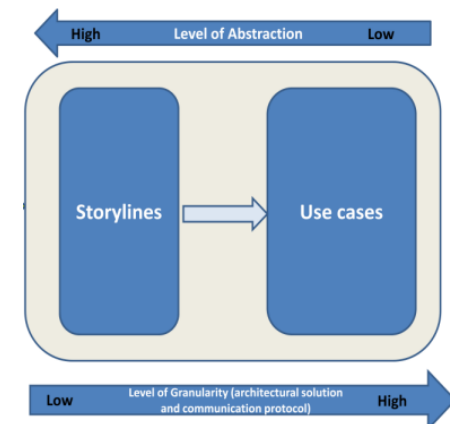 High Level of Abstraction Low
Storylines
Use cases
Level of Granularity (architectural solution
and communication protocol)
Low
High